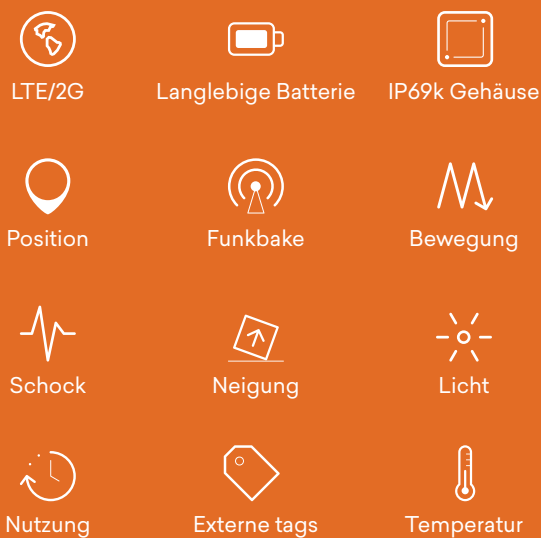 LTE/2G
Langlebige Batterie
IP69k Gehäuse
Position
Funkbake
Bewegung
Schock
Neigung
Licht
Nutzung
Externe tags
Temperatur